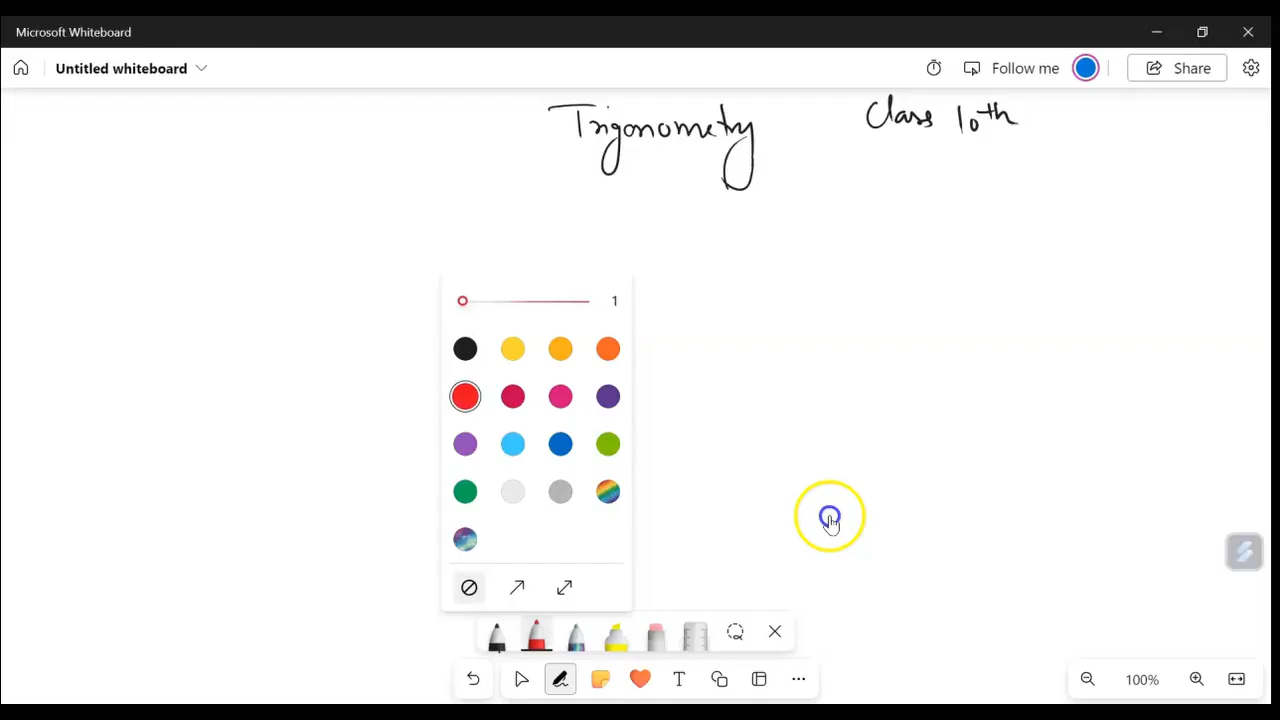 Microsoft Whiteboard
Untitled whiteboard
Follow me
Share
Trigonometry Class 10th
1
T
100%